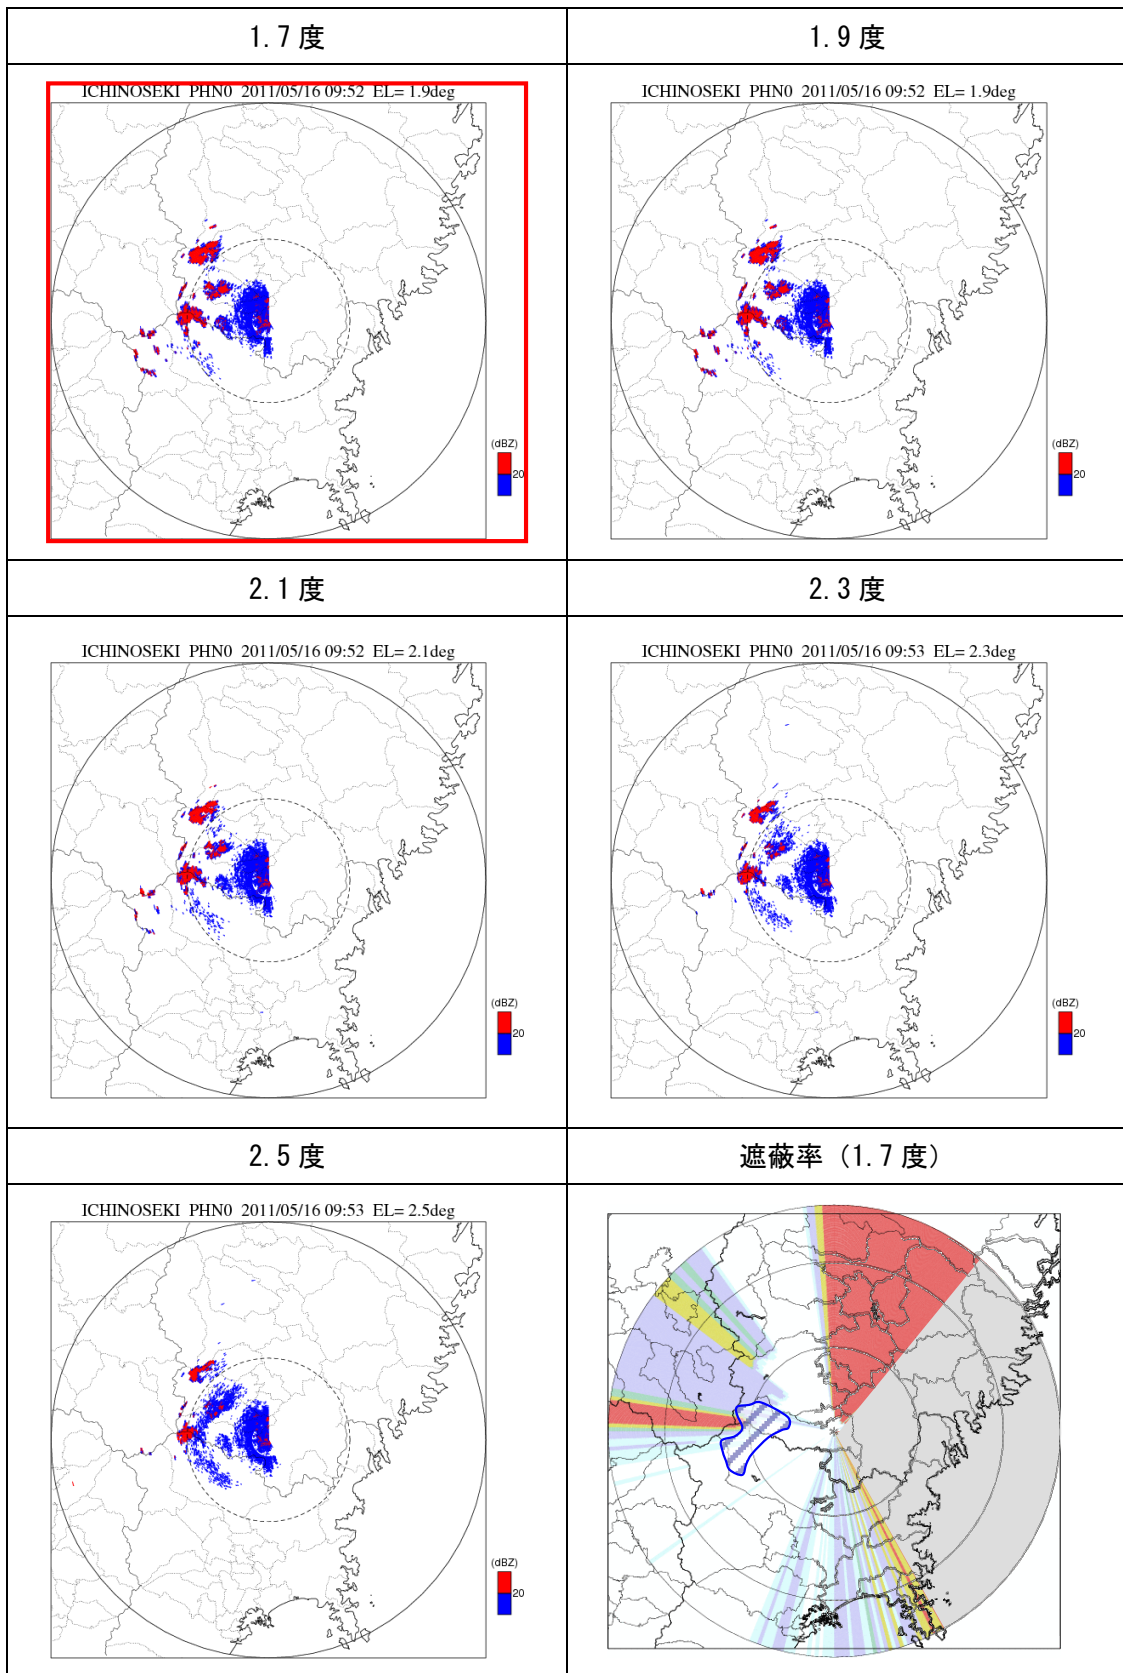 1.7度
1.9度
ICHINOSEKI PHN0 2011/05/16 09:52 EL= 1.9deg
(dBZ)
20
ICHINOSEKI PHN0 2011/05/16 09:52 EL= 1.9deg
(dBZ)
20
2.1度
2.3度
ICHINOSEKI PHN0 2011/05/16 09:52 EL= 2.1deg
(dBZ)
20
ICHINOSEKI PHN0 2011/05/16 09:53 EL= 2.3deg
(dBZ)
20
2.5度
遮蔽率（1.7度）
ICHINOSEKI PHN0 2011/05/16 09:53 EL= 2.5deg
(dBZ)
20